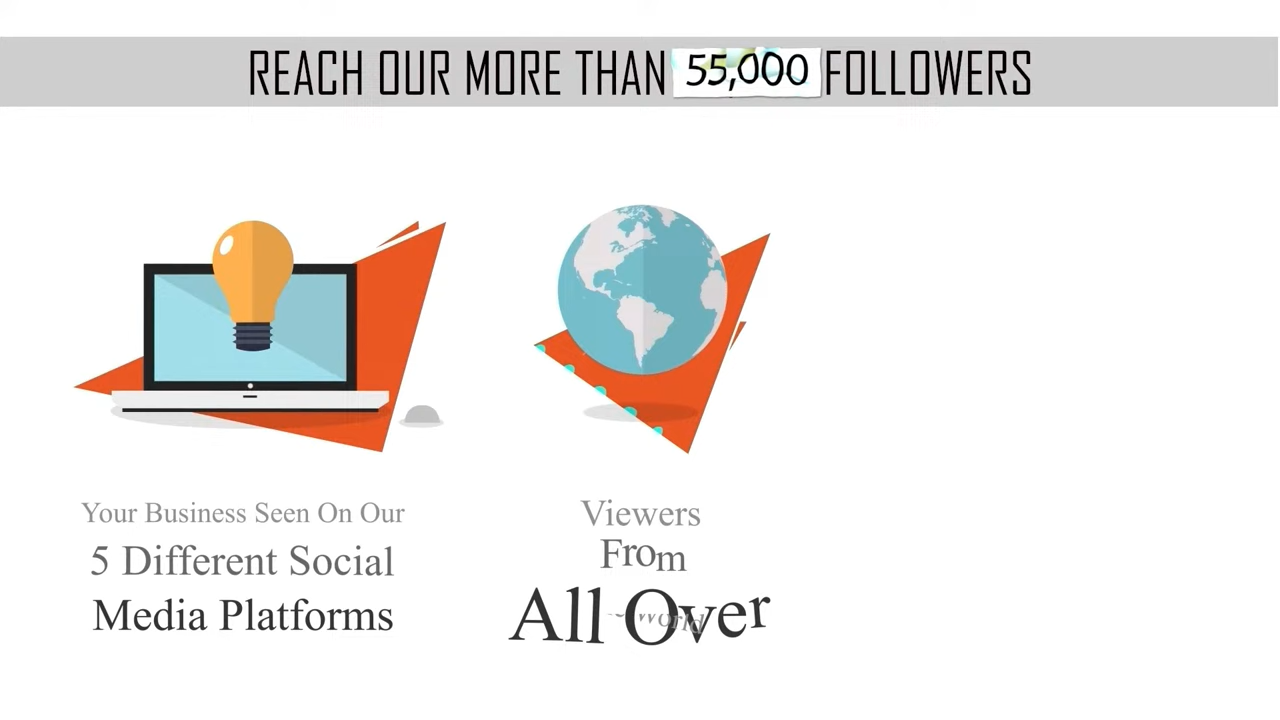 REACH OUR MORE THAN 55,000 FOLLOWERS
Your Business Seen On Our
5 Different Social
Media Platforms
Viewers
From
All Over
World